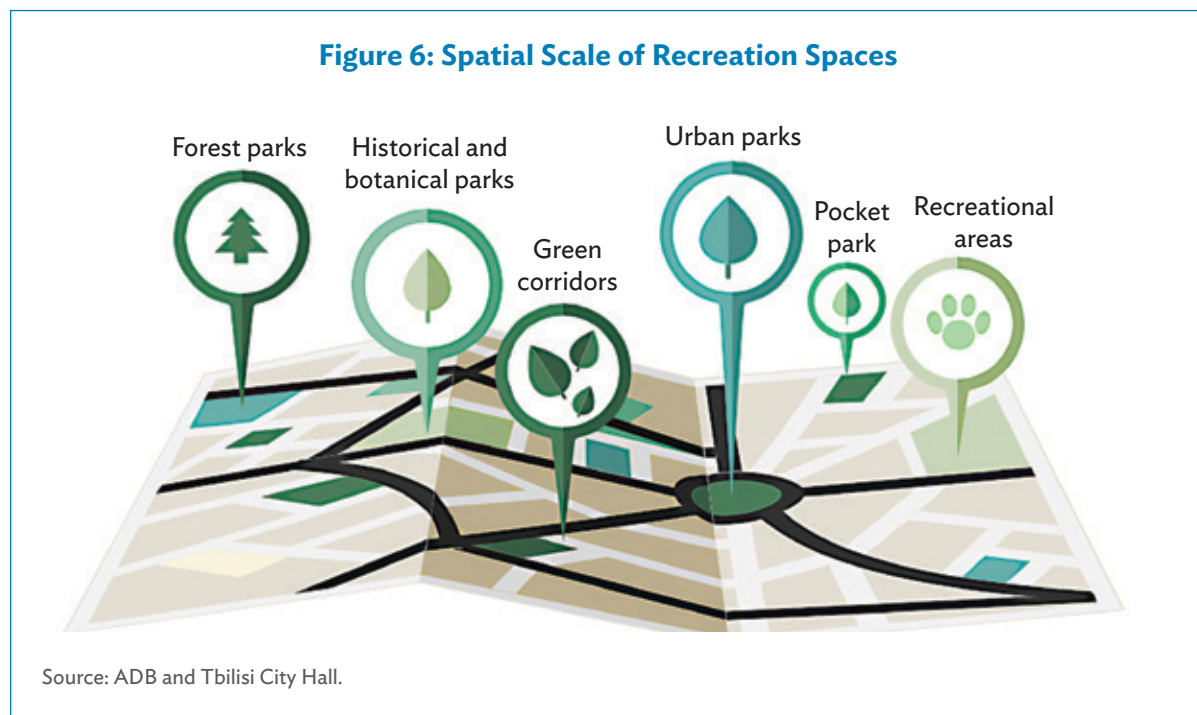 Figure 6: Spatial Scale of Recreation Spaces
Forest parks
Historical and
botanical parks
Green
corridors
Urban parks
Pocket
park
Recreational
areas
Source: ADB and Tbilisi City Hall.